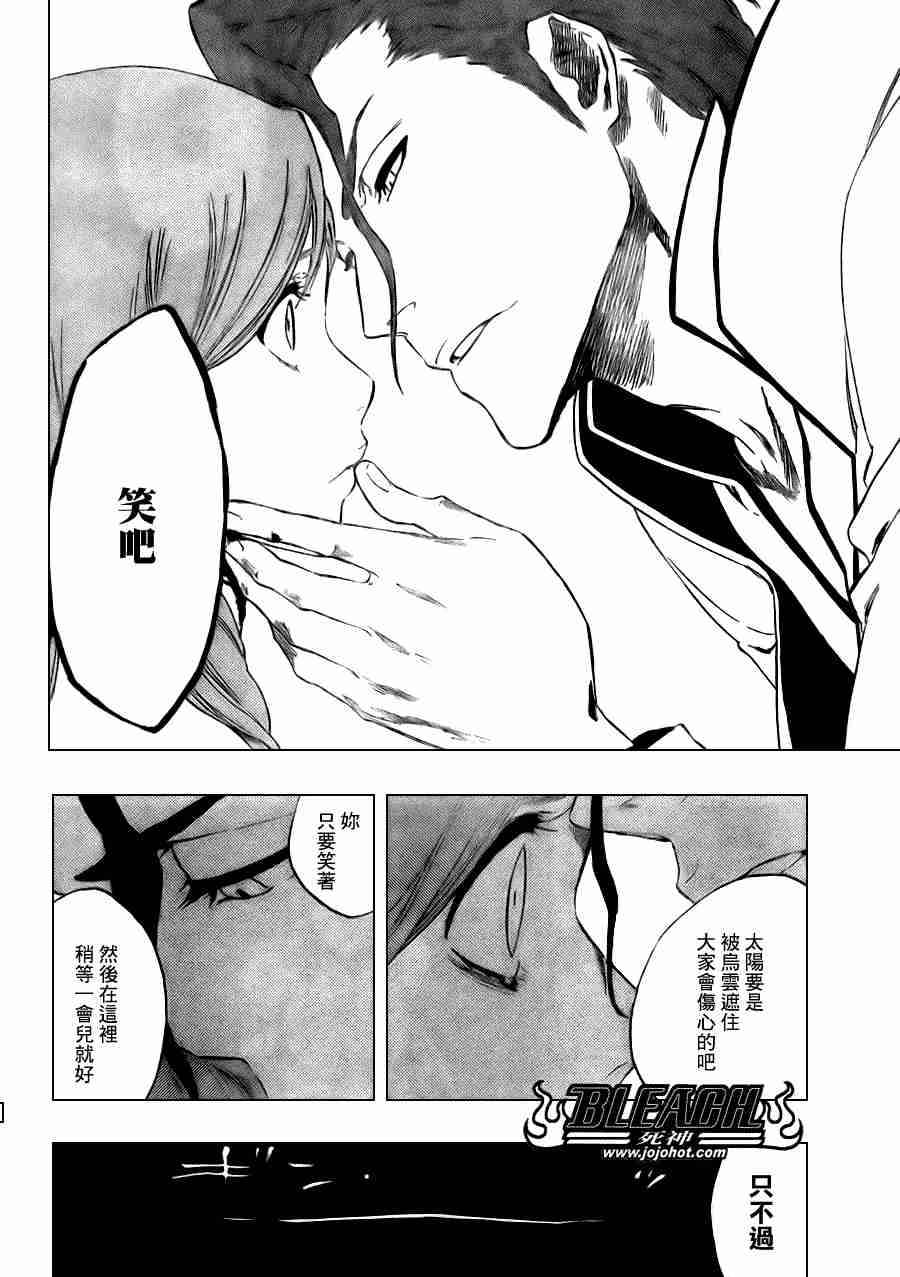 笑吧
太陽要是
被烏雲遮住
大家會傷心的吧
妳
只要笑著
然後在這裡
稍等一會兒就好
BLEACH
死神
www.jojohot.com
只不過
ギン